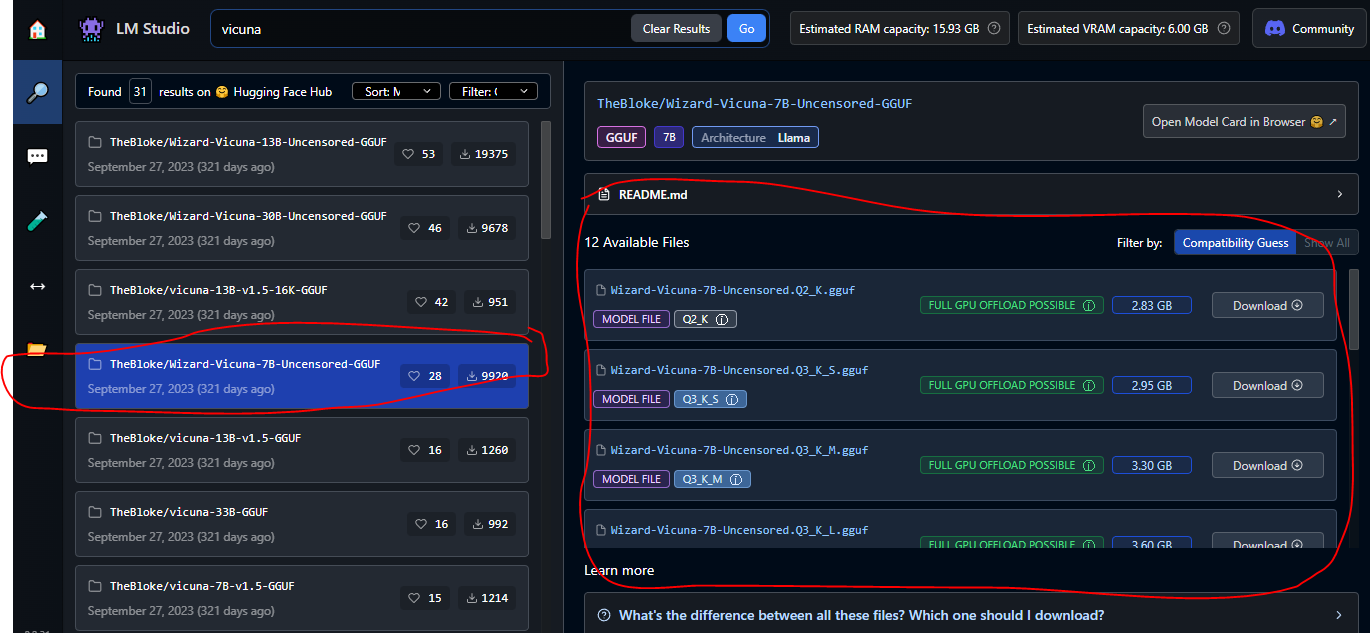 LM Studio
vicuna
Clear Results
Go
Estimated RAM capacity: 15.93 GB
Estimated VRAM capacity: 6.00 GB
Community
Found 31 results on 🤗 Hugging Face Hub
Sort: M
Filter: (
TheBloke/Wizard-Vicuna-13B-Uncensored-GGUF
53
19375
September 27, 2023 (321 days ago)
TheBloke/Wizard-Vicuna-30B-Uncensored-GGUF
46
9678
September 27, 2023 (321 days ago)
TheBloke/vicuna-13B-v1.5-16K-GGUF
42
951
September 27, 2023 (321 days ago)
TheBloke/Wizard-Vicuna-7B-Uncensored-GGUF
28
9920
September 27, 2023 (321 days ago)
TheBloke/vicuna-13B-v1.5-GGUF
16
1260
September 27, 2023 (321 days ago)
TheBloke/vicuna-33B-GGUF
16
992
September 27, 2023 (321 days ago)
TheBloke/vicuna-7B-v1.5-GGUF
15
1214
September 27, 2023 (321 days ago)
TheBloke/Wizard-Vicuna-7B-Uncensored-GGUF
GGUF
7B
Architecture Llama
Open Model Card in Browser 🤗 ↗
README.md
12 Available Files
Filter by:
Compatibility Guess
Show All
Wizard-Vicuna-7B-Uncensored.Q2_K.gguf
MODEL FILE
Q2_K
FULL GPU OFFLOAD POSSIBLE
2.83 GB
Download
Wizard-Vicuna-7B-Uncensored.Q3_K_S.gguf
MODEL FILE
Q3_K_S
FULL GPU OFFLOAD POSSIBLE
2.95 GB
Download
Wizard-Vicuna-7B-Uncensored.Q3_K_M.gguf
MODEL FILE
Q3_K_M
FULL GPU OFFLOAD POSSIBLE
3.30 GB
Download
Wizard-Vicuna-7B-Uncensored.Q3_K_L.gguf
FULL GPU OFFLOAD POSSIBLE
3.60 GB
Download
Learn more
What's the difference between all these files? Which one should I download?